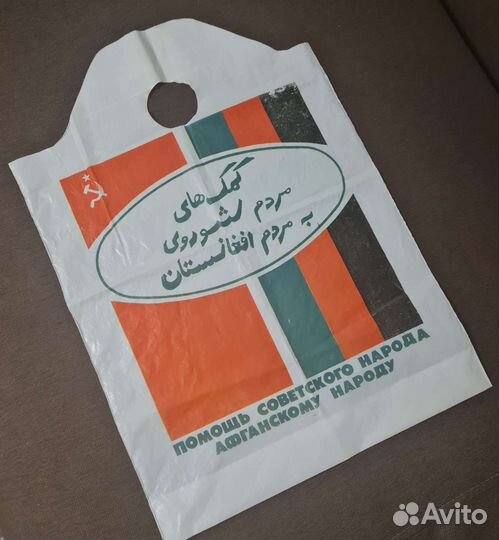 کمک‌های
مردم شوروی
به مردم افغانستان
ПОМОЩЬ СОВЕТСКОГО НАРОДА
АФГАНСКОМУ НАРОДУ
Avito